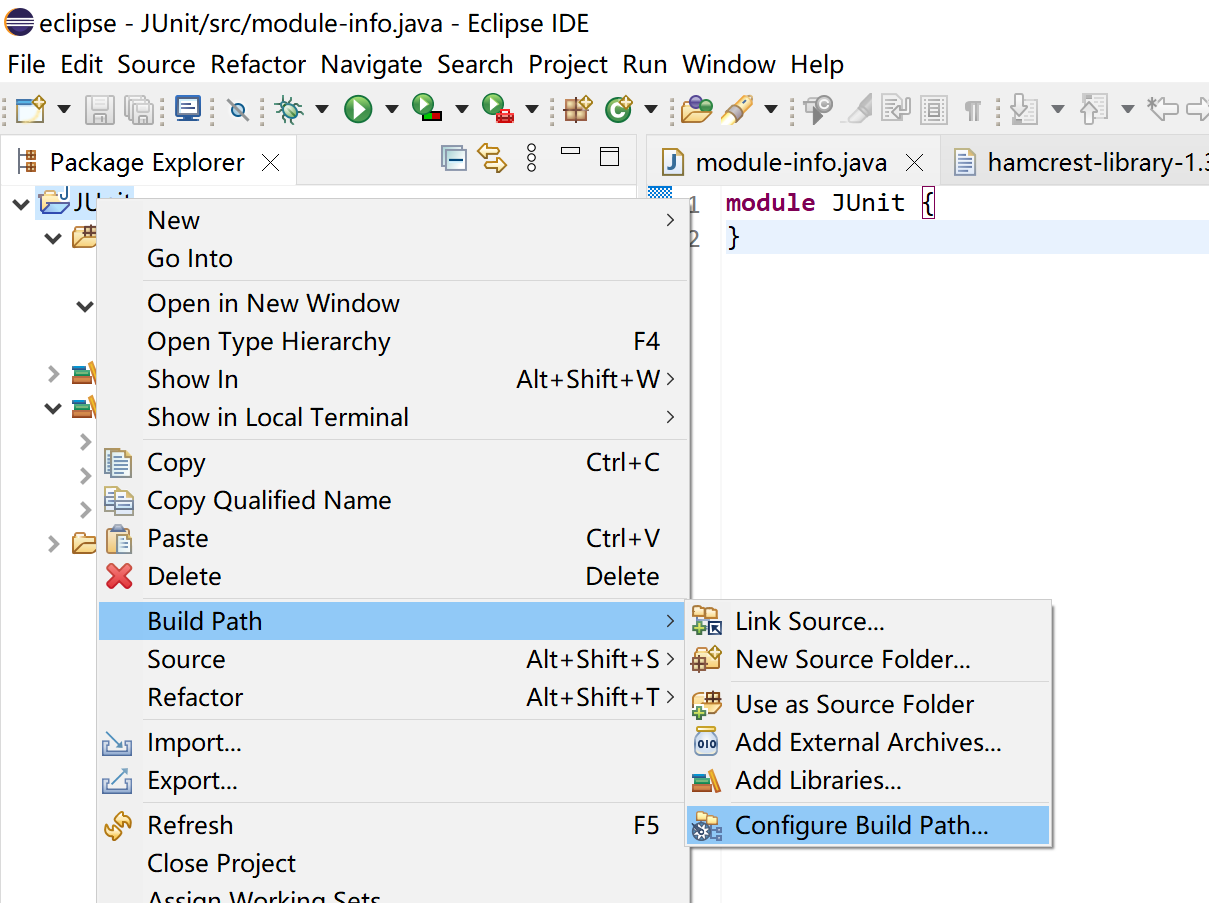 eclipse - JUnit/src/module-info.java - Eclipse IDE
File Edit Source Refactor Navigate Search Project Run Window Help
Package Explorer
module-info.java
hamcrest-library-1.3
JUnit
1 module JUnit {
2 }
New
Go Into
Open in New Window
Open Type Hierarchy F4
Show In Alt+Shift+W
Show in Local Terminal
Copy Ctrl+C
Copy Qualified Name
Paste Ctrl+V
Delete Delete
Build Path
Source Alt+Shift+S
Refactor Alt+Shift+T
Import...
Export...
Refresh F5
Close Project
Assign Working Sets
Link Source...
New Source Folder...
Use as Source Folder
Add External Archives...
Add Libraries...
Configure Build Path...